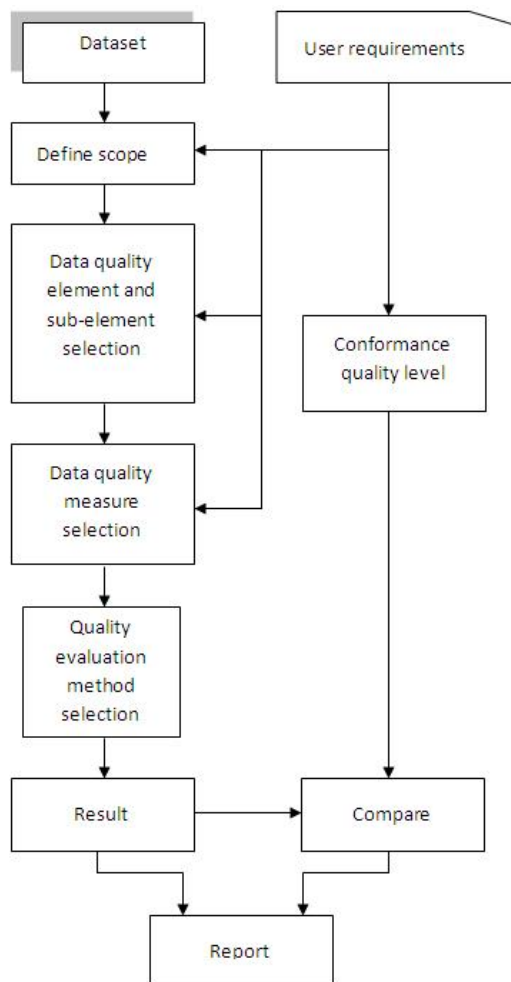 Dataset
User requirements
Define scope
Data quality
element and
sub-element
selection
Conformance
quality level
Data quality
measure
selection
Quality
evaluation
method
selection
Result
Compare
Report